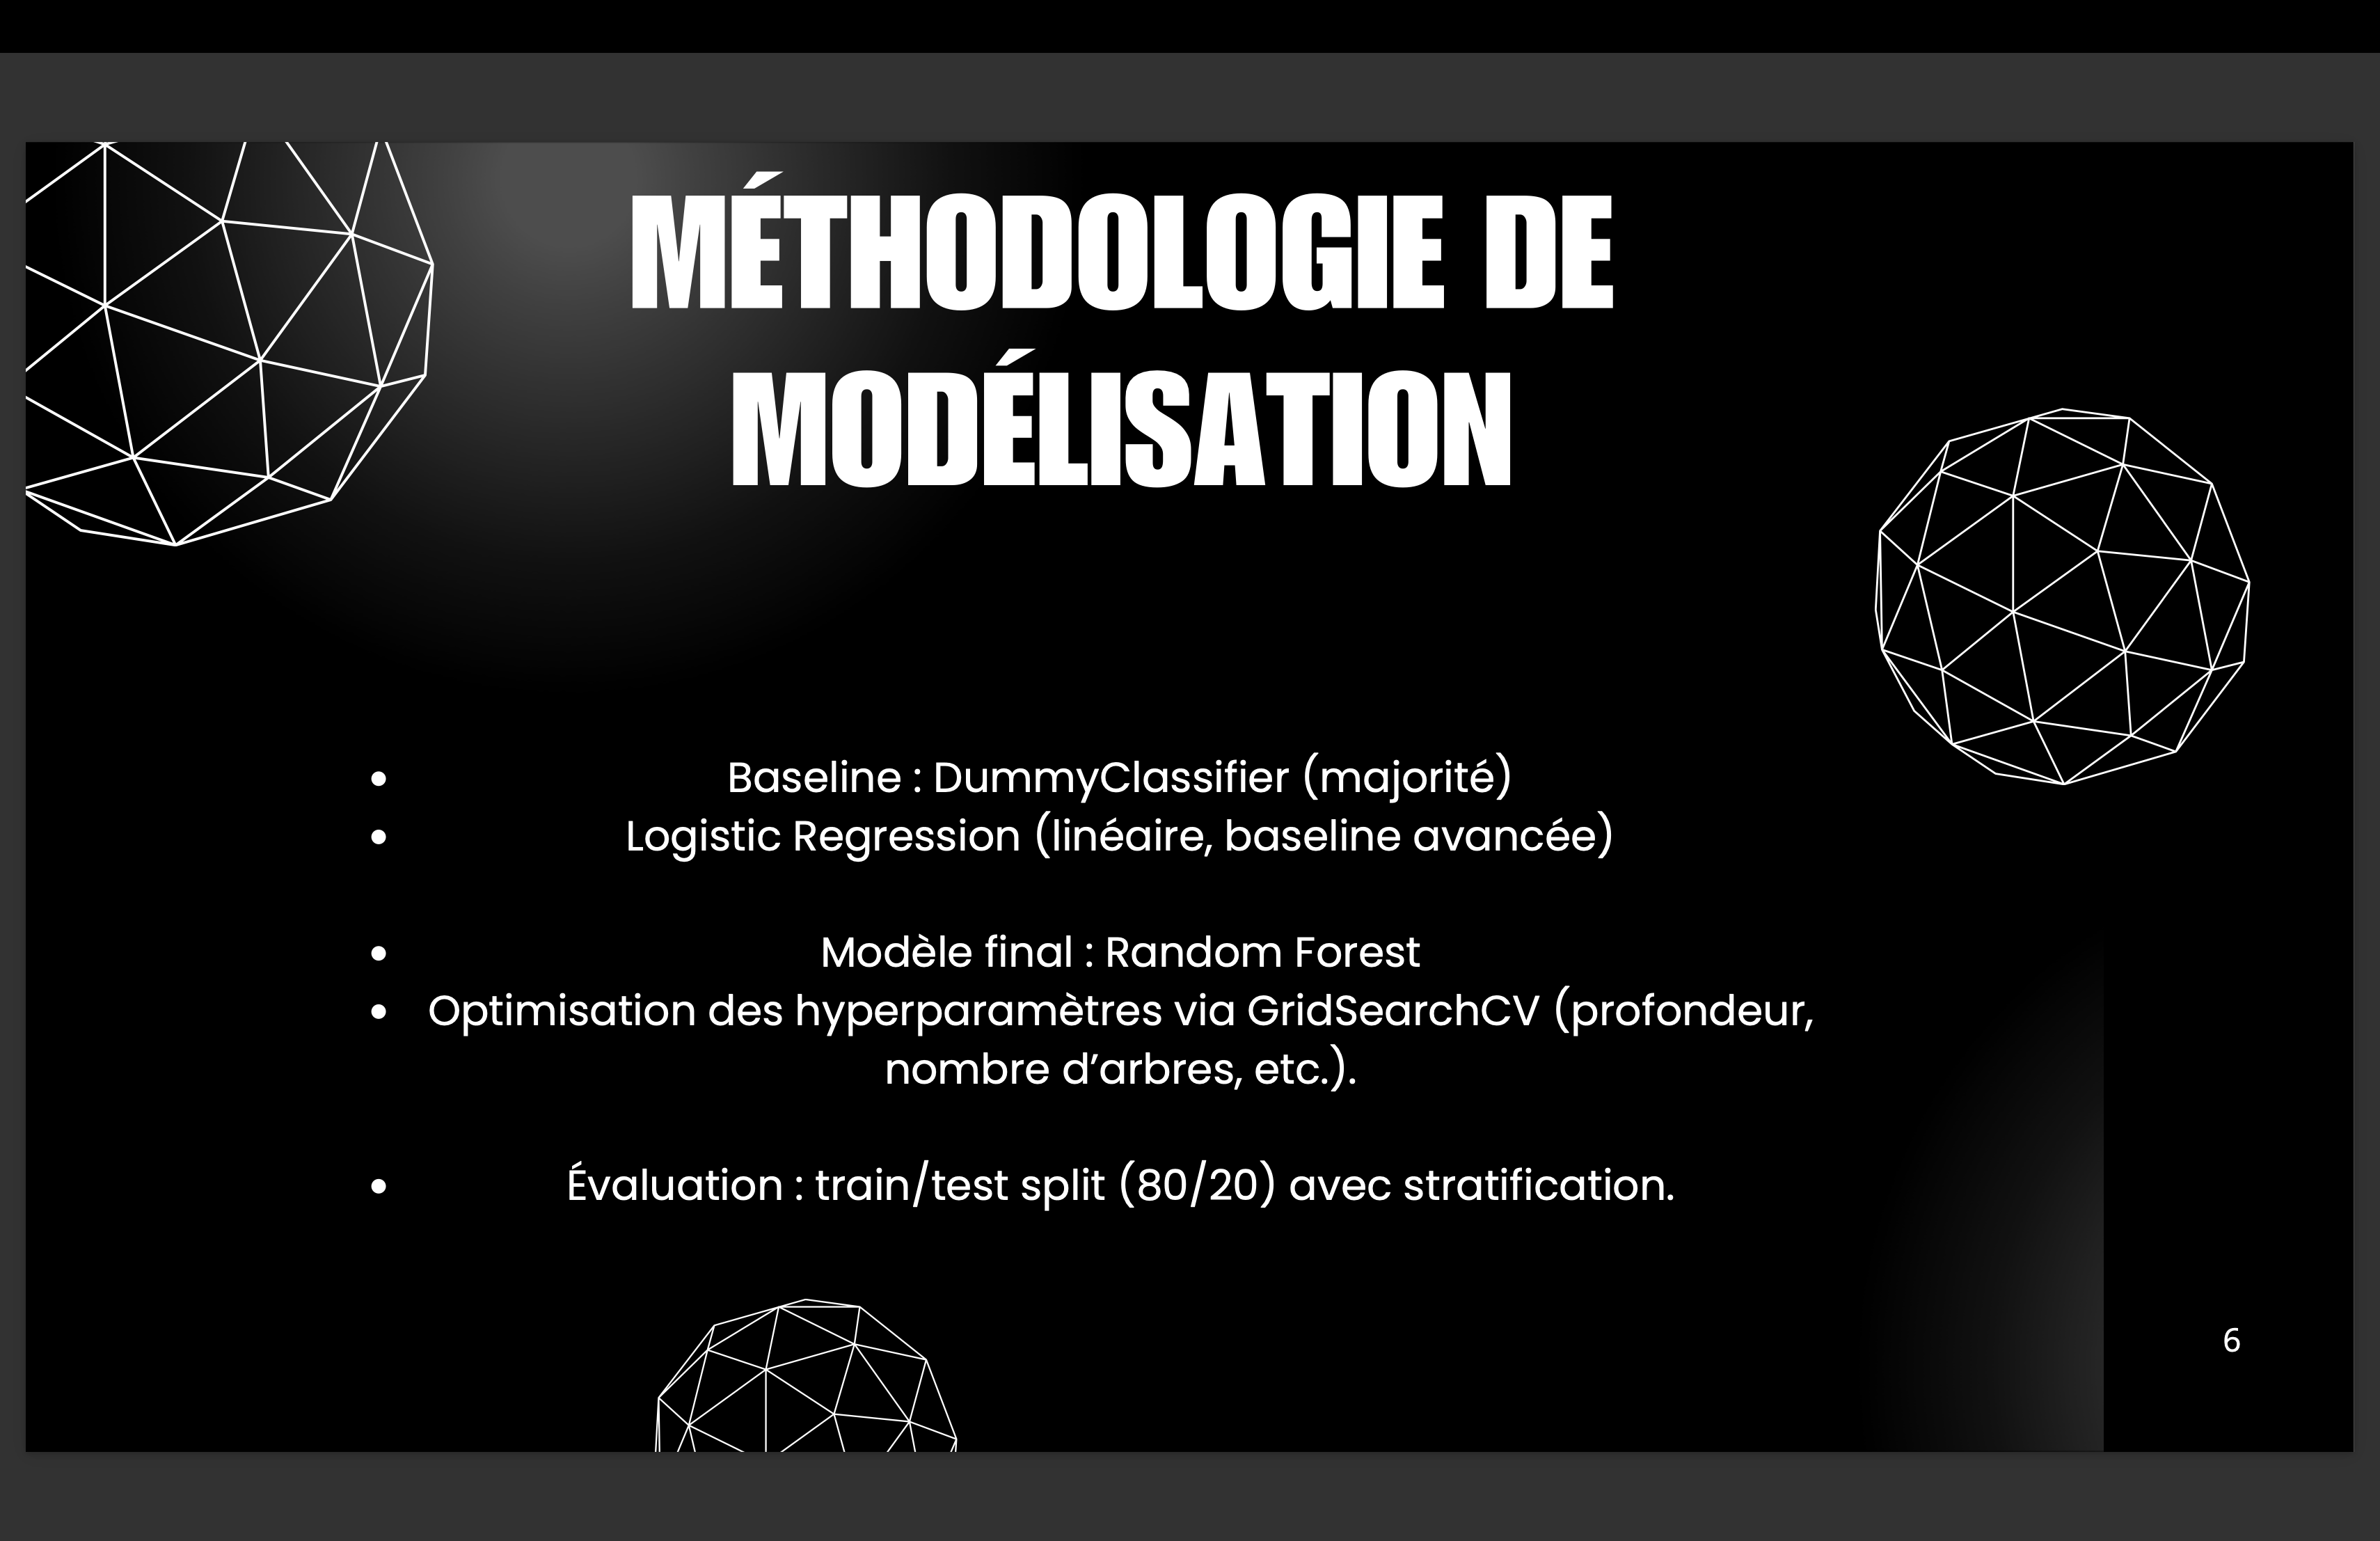 MÉTHODOLOGIE DE
MODÉLISATION
• Baseline : DummyClassifier (majorité)
• Logistic Regression (linéaire, baseline avancée)
• Modèle final : Random Forest
• Optimisation des hyperparamètres via GridSearchCV (profondeur,
nombre d’arbres, etc.).
• Évaluation : train/test split (80/20) avec stratification.
6